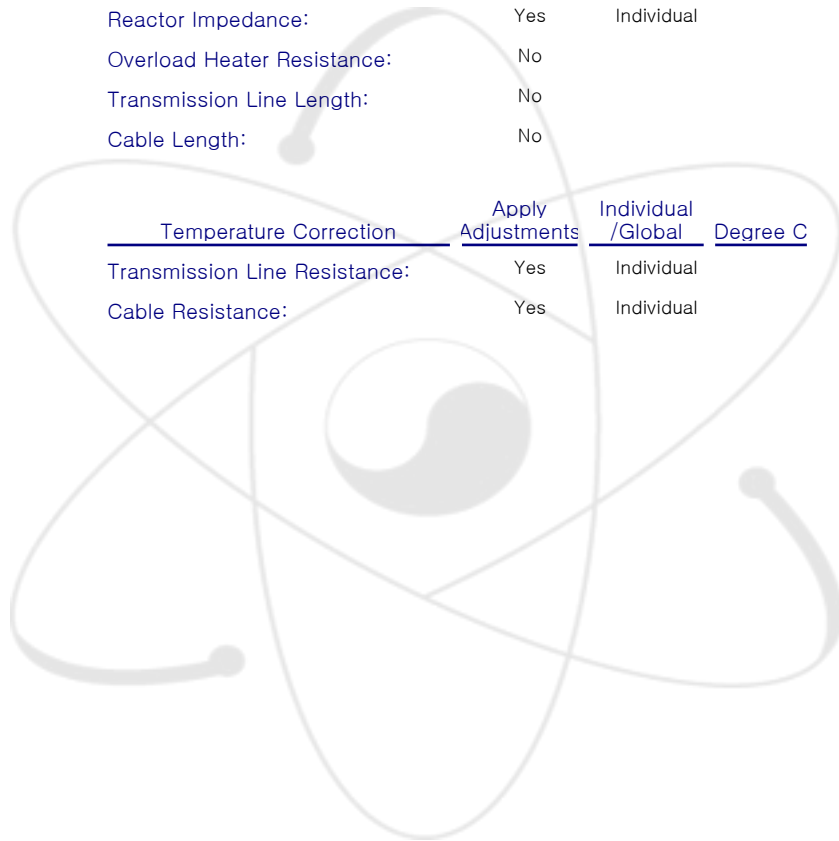 Reactor Impedance: Yes Individual
Overload Heater Resistance: No
Transmission Line Length: No
Cable Length: No
Apply Individual
Temperature Correction Adjustments /Global Degree C
Transmission Line Resistance: Yes Individual
Cable Resistance: Yes Individual